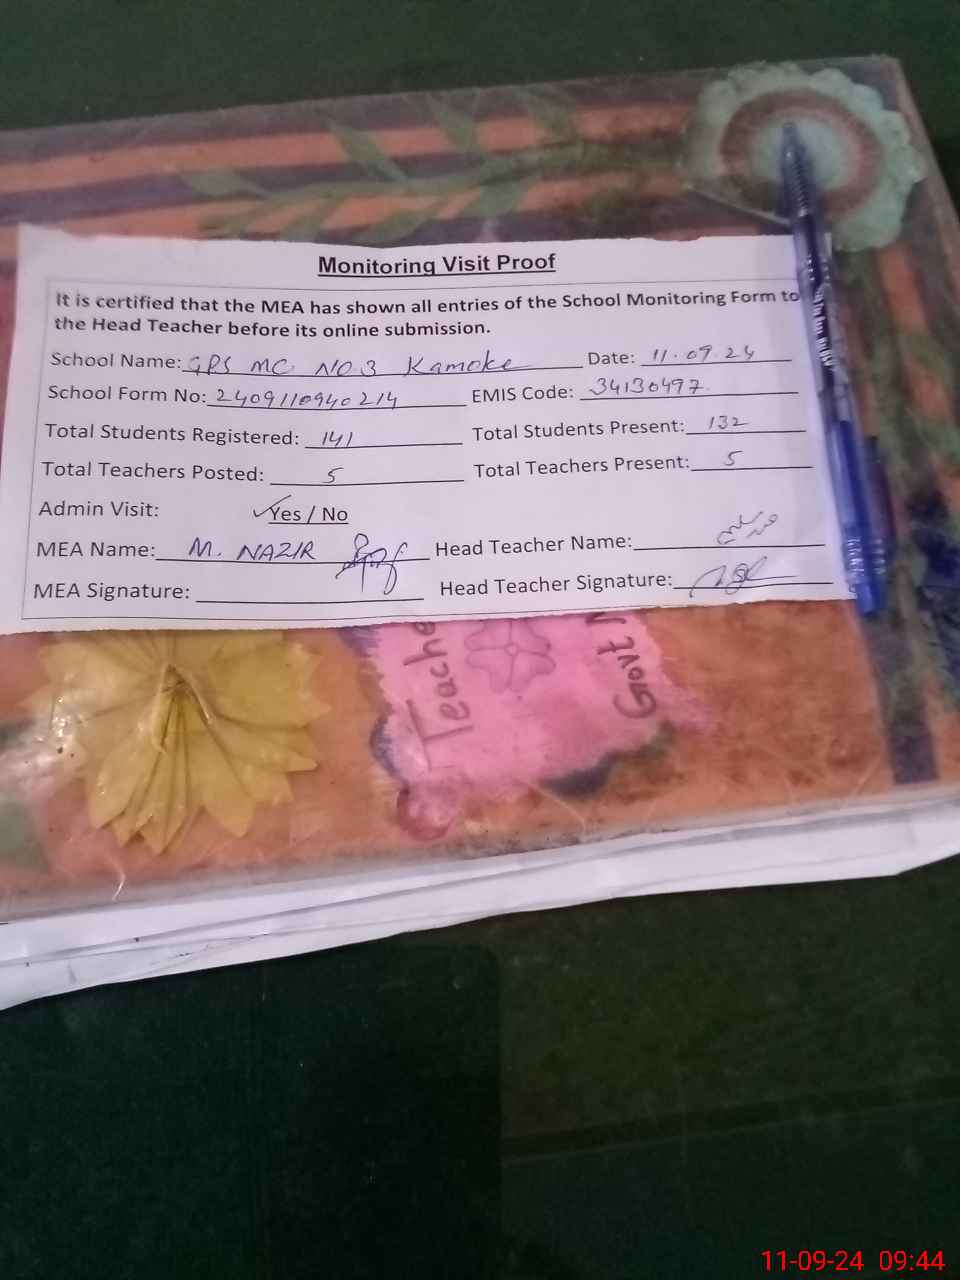 Monitoring Visit Proof
It is certified that the MEA has shown all entries of the School Monitoring Form to
the Head Teacher before its online submission.
School Name: GPS MC NO.3 Kamoke Date: 11.09.24
School Form No: 2409110940214 EMIS Code: 34130497
Total Students Registered: 141 Total Students Present: 132
Total Teachers Posted: 5 Total Teachers Present: 5
Admin Visit: Yes / No
MEA Name: M. NAZIR Head Teacher Name:
MEA Signature: Head Teacher Signature:
Teache
Govt
11-09-24 09:44